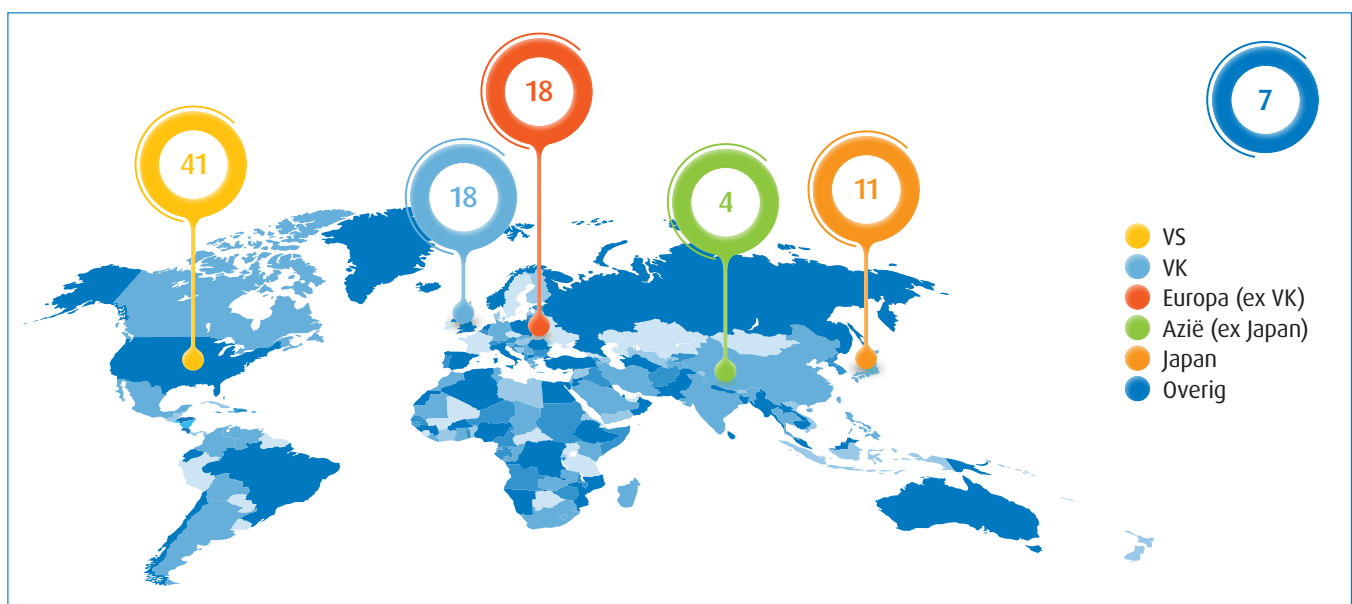 41
18
18
4
11
7
VS
VK
Europa (ex VK)
Azië (ex Japan)
Japan
Overig